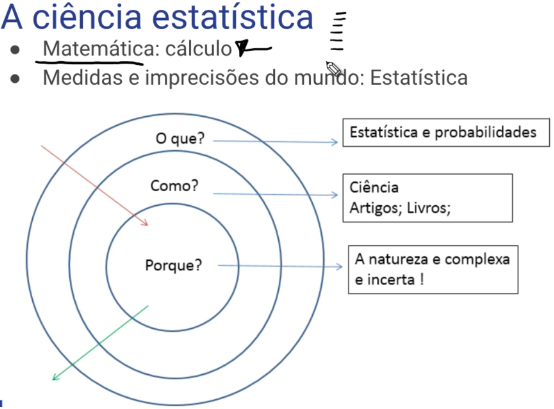 A ciência estatística
● Matemática: cálculo
● Medidas e imprecisões do mundo: Estatística
O que?
Estatística e probabilidades
Como?
Ciência
Artigos; Livros;
Porque?
A natureza e complexa
e incerta !